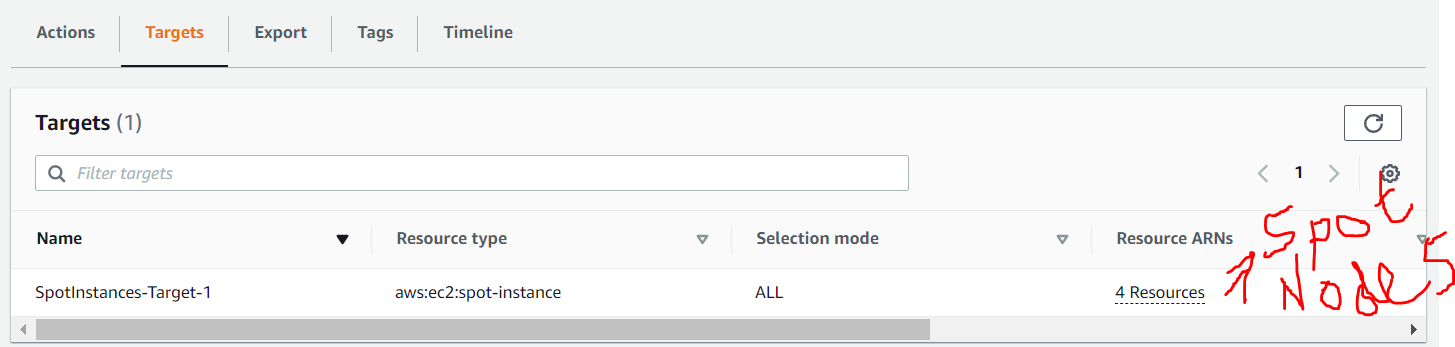 Actions Targets Export Tags Timeline
Targets (1)
Filter targets
1
Name Resource type Selection mode Resource ARNs
SpotInstances-Target-1 aws:ec2:spot-instance ALL 4 Resources
Spot
Nodes